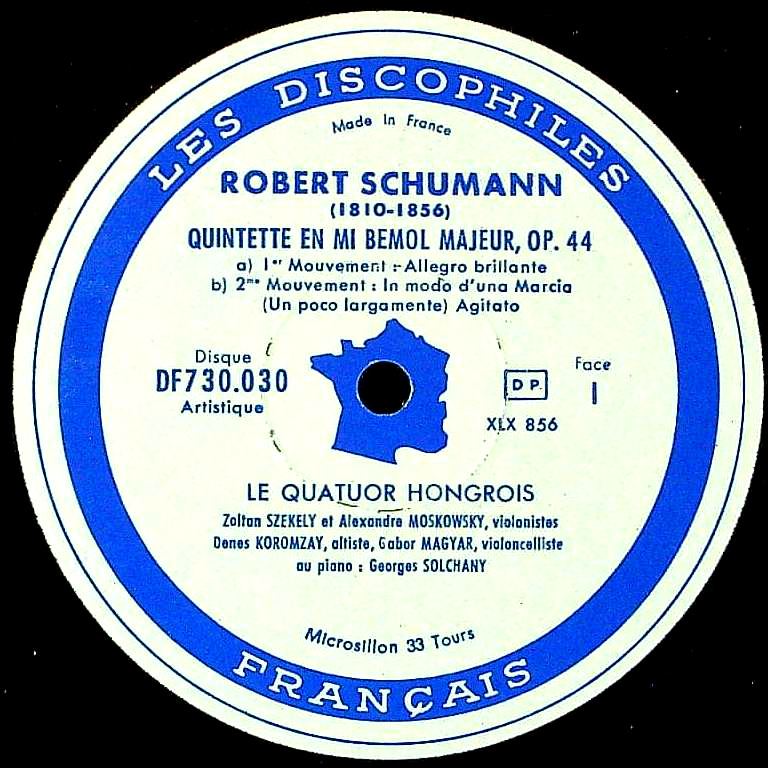 LES DISCOPHILES
Made in France
ROBERT SCHUMANN
(1810-1856)
QUINTETTE EN MI BEMOL MAJEUR, OP. 44
a) 1er Mouvement : Allegro brillante
b) 2me Mouvement : In modo d'una Marcia
(Un poco largamente) Agitato
Disque
DF730.030
Artistique
D P.
XLX 856
Face
I
LE QUATUOR HONGROIS
Zoltan SZEKELY et Alexandre MOSKOWSKY, violonistes
Denes KOROMZAY, altiste, Gabor MAGYAR, violoncelliste
au piano : Georges SOLCHANY
Microsillon 33 Tours
FRANÇAIS